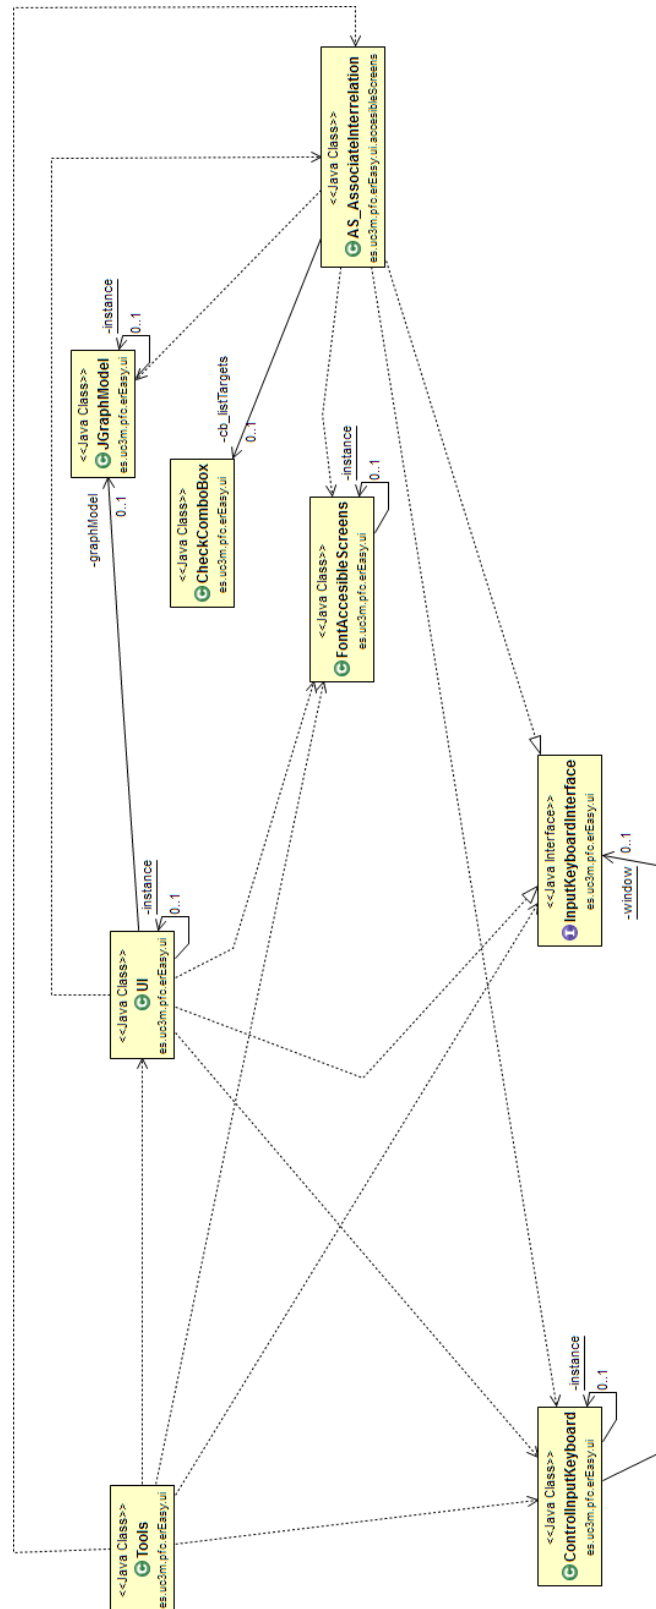 <<Java Class>>
AS_AssociateInterrelation
es.uc3m.pfc.erEasy.ui.accesibleScreens
-instance
0..1
<<Java Class>>
JGraphModel
es.uc3m.pfc.erEasy.ui
-graphModel
0..1
-cb_listTargets
0..1
<<Java Class>>
CheckComboBox
es.uc3m.pfc.erEasy.ui
-instance
0..1
<<Java Class>>
FontAccesibleScreens
es.uc3m.pfc.erEasy.ui
<<Java Interface>>
InputKeyboardInterface
es.uc3m.pfc.erEasy.ui
-window
0..1
-instance
0..1
<<Java Class>>
UI
es.uc3m.pfc.erEasy.ui
-instance
0..1
<<Java Class>>
ControlInputKeyboard
es.uc3m.pfc.erEasy.ui
<<Java Class>>
Tools
es.uc3m.pfc.erEasy.ui